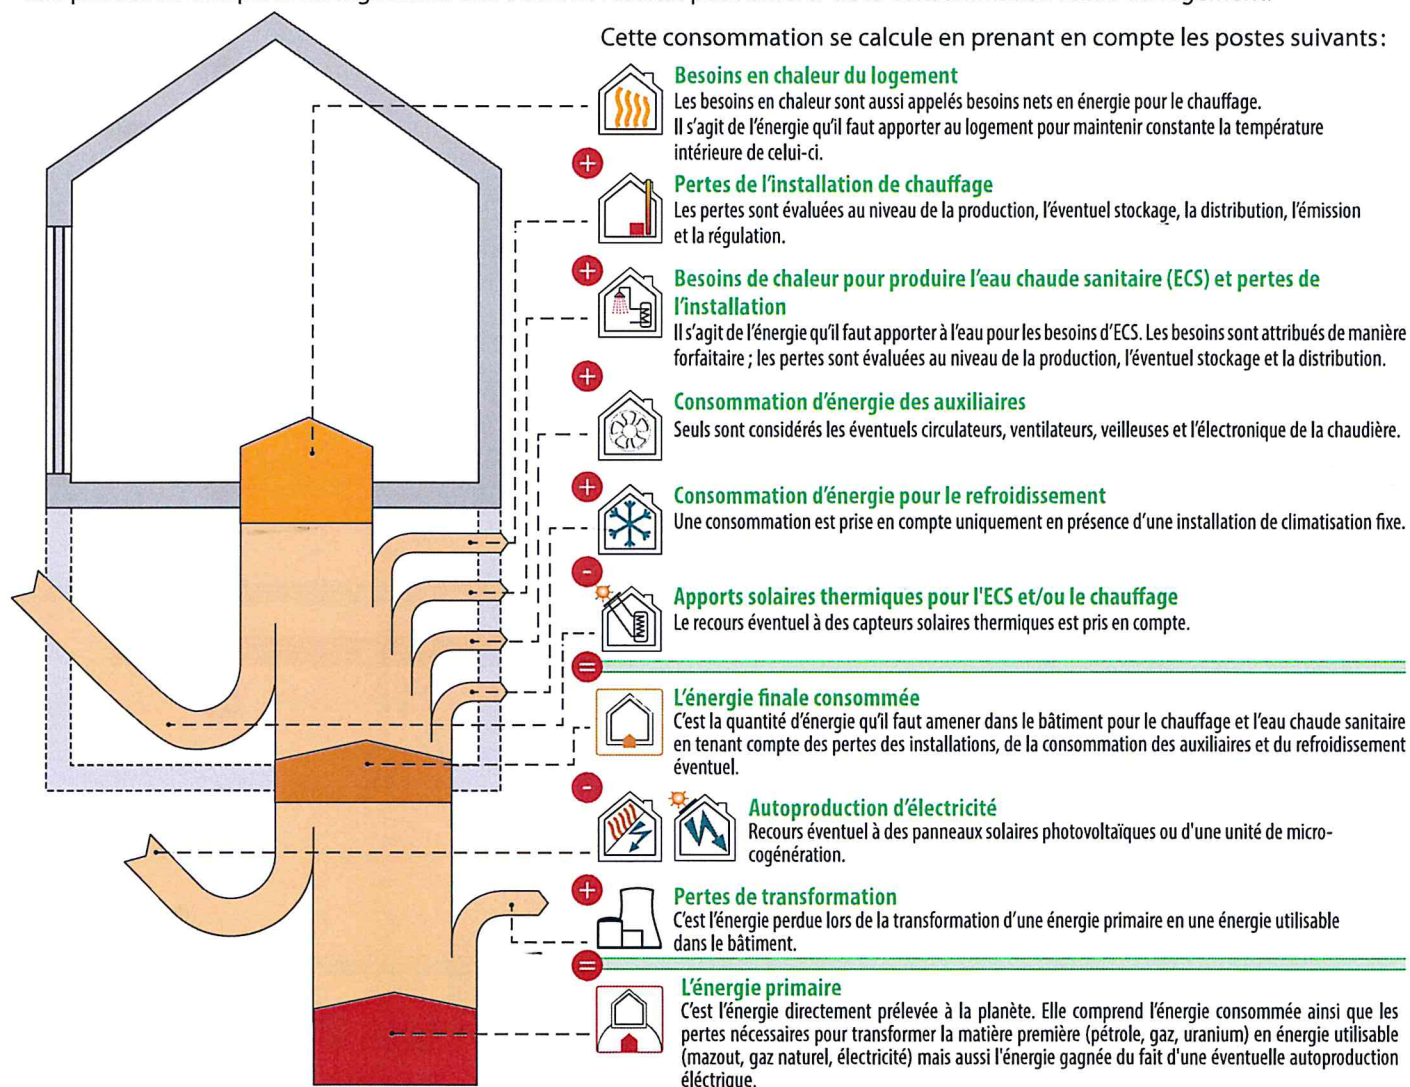 Cette consommation se calcule en prenant en compte les postes suivants :
Besoins en chaleur du logement
Les besoins en chaleur sont aussi appelés besoins nets en énergie pour le chauffage.
Il s'agit de l'énergie qu'il faut apporter au logement pour maintenir constante la température
intérieure de celui-ci.
+
Pertes de l'installation de chauffage
Les pertes sont évaluées au niveau de la production, l'éventuel stockage, la distribution, l'émission
et la régulation.
+
Besoins de chaleur pour produire l'eau chaude sanitaire (ECS) et pertes de
l'installation
Il s'agit de l'énergie qu'il faut apporter à l'eau pour les besoins d'ECS. Les besoins sont attribués de manière
forfaitaire ; les pertes sont évaluées au niveau de la production, l'éventuel stockage et la distribution.
+
Consommation d'énergie des auxiliaires
Seuls sont considérés les éventuels circulateurs, ventilateurs, veilleuses et l'électronique de la chaudière.
+
Consommation d'énergie pour le refroidissement
Une consommation est prise en compte uniquement en présence d'une installation de climatisation fixe.
-
Apports solaires thermiques pour l'ECS et/ou le chauffage
Le recours éventuel à des capteurs solaires thermiques est pris en compte.
=
L'énergie finale consommée
C'est la quantité d'énergie qu'il faut amener dans le bâtiment pour le chauffage et l'eau chaude sanitaire
en tenant compte des pertes des installations, de la consommation des auxiliaires et du refroidissement
éventuel.
-
Autoproduction d'électricité
Recours éventuel à des panneaux solaires photovoltaïques ou d'une unité de micro-
cogénération.
+
Pertes de transformation
C'est l'énergie perdue lors de la transformation d'une énergie primaire en une énergie utilisable
dans le bâtiment.
=
L'énergie primaire
C'est l'énergie directement prélevée à la planète. Elle comprend l'énergie consommée ainsi que les
pertes nécessaires pour transformer la matière première (pétrole, gaz, uranium) en énergie utilisable
(mazout, gaz naturel, électricité) mais aussi l'énergie gagnée du fait d'une éventuelle autoproduction
éléctrique.